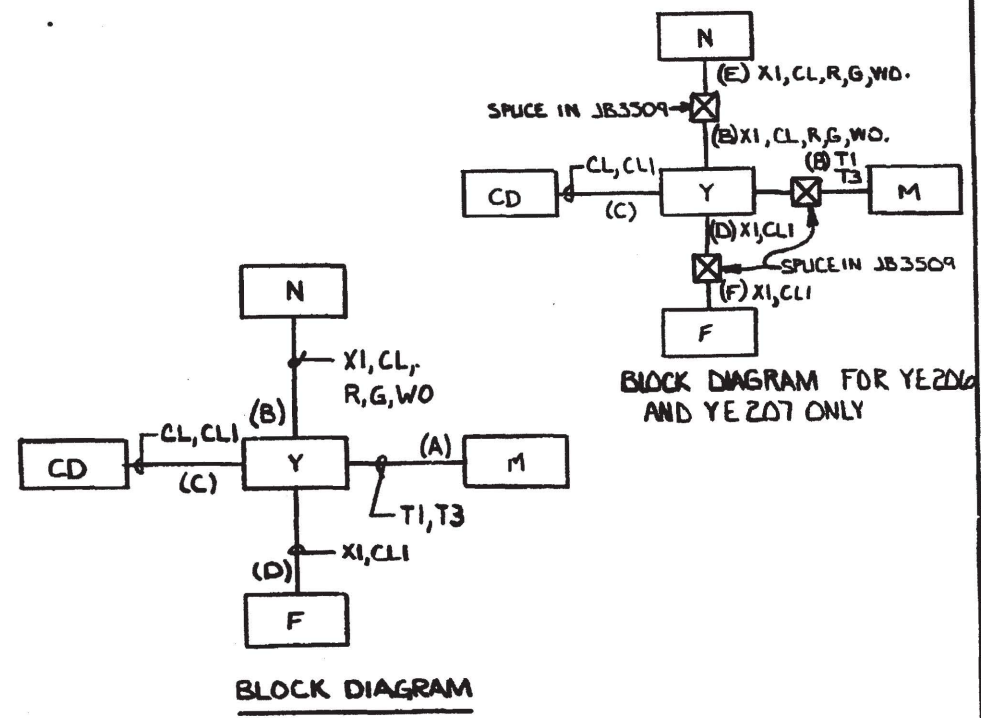 N
(E) X1, CL, R, G, WO.
SPLICE IN JB3509
(B) X1, CL, R, G, WO.
CL, CL1
(B) T1
T3
CD
Y
M
(C)
(D) X1, CL1
SPLICE IN JB3509
(F) X1, CL1
F
BLOCK DIAGRAM FOR YE206
AND YE207 ONLY
N
X1, CL,
R, G, WO
(B)
CL, CL1
(A)
CD
Y
M
(C)
T1, T3
X1, CL1
(D)
F
BLOCK DIAGRAM